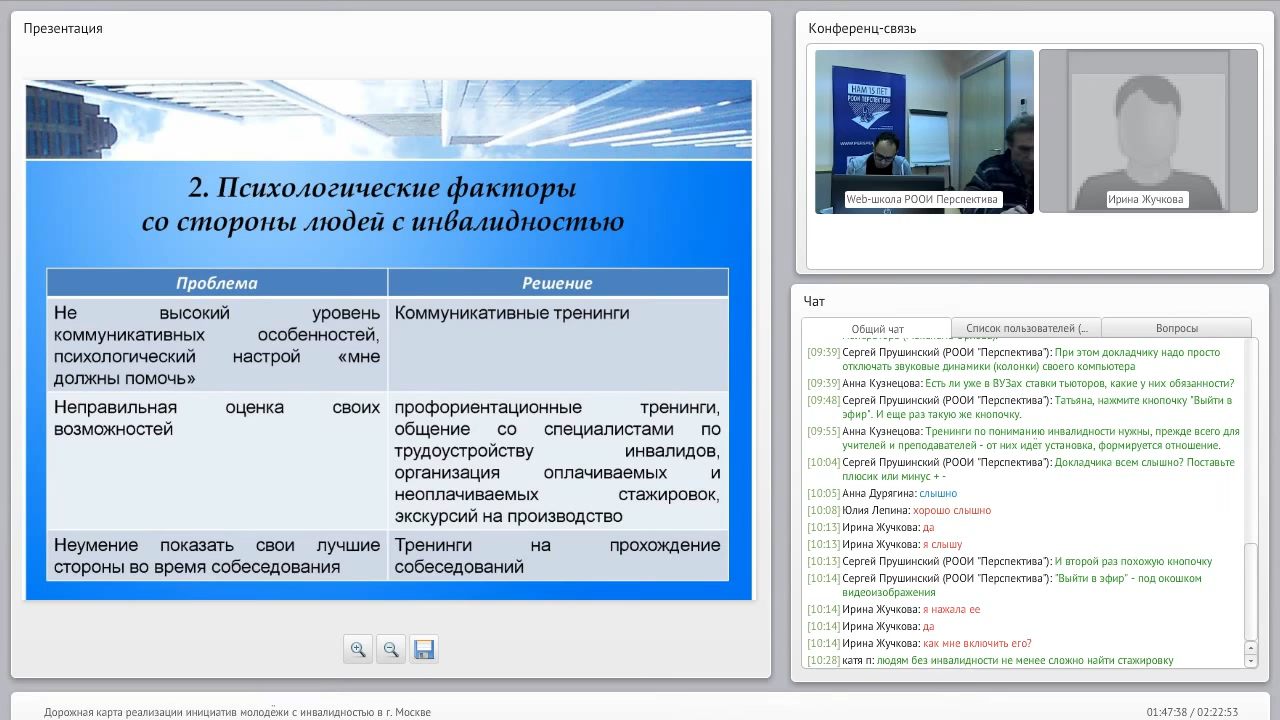 Презентация
2. Психологические факторы
со стороны людей с инвалидностью
Проблема
Решение
Не высокий уровень
коммуникативных особенностей,
психологический настрой «мне
должны помочь»
Коммуникативные тренинги
Неправильная оценка своих
возможностей
профориентационные тренинги,
общение со специалистами по
трудоустройству инвалидов,
организация оплачиваемых и
неоплачиваемых стажировок,
экскурсий на производство
Неумение показать свои лучшие
стороны во время собеседования
Тренинги на прохождение
собеседований
Конференц-связь
НАМ 15 ЛЕТ
РООИ ПЕРСПЕКТИВА
Web-школа РООИ Перспектива
Ирина Жучкова
Чат
Общий чат
Список пользователей (...
Вопросы
[09:39] Сергей Прушинский (РООИ "Перспектива"): При этом докладчику надо просто
отключать звуковые динамики (колонки) своего компьютера
[09:39] Анна Кузнецова: Есть ли уже в ВУЗах ставки тьюторов, какие у них обязанности?
[09:48] Сергей Прушинский (РООИ "Перспектива"): Татьяна, нажмите кнопочку "Выйти в
эфир". И еще раз такую же кнопочку.
[09:55] Анна Кузнецова: Тренинги по пониманию инвалидности нужны, прежде всего для
учителей и преподавателей - от них идёт установка, формируется отношение.
[10:04] Сергей Прушинский (РООИ "Перспектива"): Докладчика всем слышно? Поставьте
плюсик или минус + -
[10:05] Анна Дурягина: слышно
[10:08] Юлия Лепина: хорошо слышно
[10:13] Ирина Жучкова: да
[10:13] Ирина Жучкова: я слышу
[10:13] Сергей Прушинский (РООИ "Перспектива"): И второй раз похожую кнопочку
[10:14] Сергей Прушинский (РООИ "Перспектива"): "Выйти в эфир" - под окошком
видеоизображения
[10:14] Ирина Жучкова: я нажала ее
[10:14] Ирина Жучкова: да
[10:14] Ирина Жучкова: как мне включить его?
[10:28] катя п: людям без инвалидности не менее сложно найти стажировку
Дорожная карта реализации инициатив молодёжи с инвалидностью в г. Москве
01:47:38 / 02:22:53